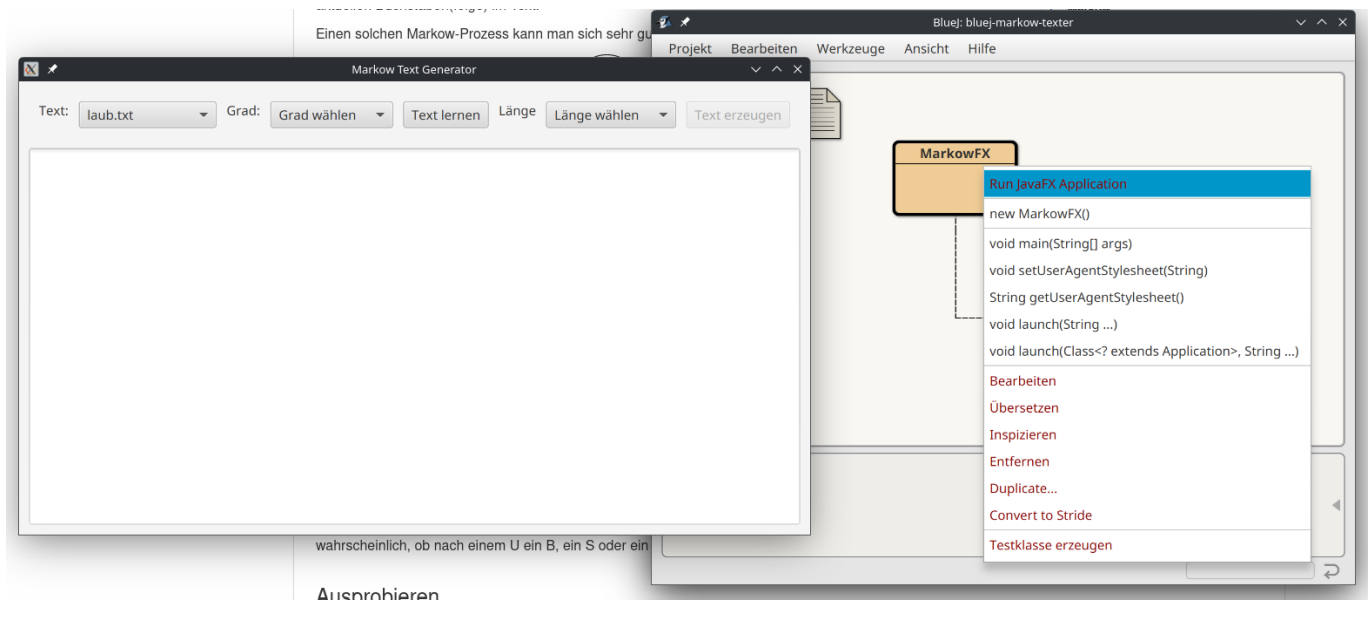 Einen solchen Markow-Prozess kann man sich sehr gu
BlueJ: bluej-markow-texter
Projekt Bearbeiten Werkzeuge Ansicht Hilfe
Markow Text Generator
Text: laub.txt Grad: Grad wählen Text lernen Länge Länge wählen Text erzeugen
MarkowFX
Run JavaFX Application
new MarkowFX()
void main(String[] args)
void setUserAgentStylesheet(String)
String getUserAgentStylesheet()
void launch(String ...)
void launch(Class<? extends Application>, String ...)
Bearbeiten
Übersetzen
Inspizieren
Entfernen
Duplicate...
Convert to Stride
Testklasse erzeugen
wahrscheinlich, ob nach einem U ein B, ein S oder ein
Ausprobieren